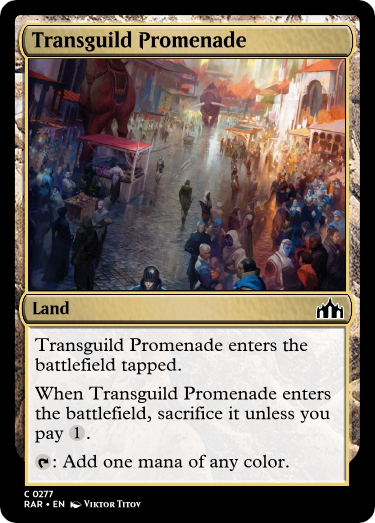 Transguild Promenade
Land
Transguild Promenade enters the
battlefield tapped.
When Transguild Promenade enters
the battlefield, sacrifice it unless you
pay 1.
: Add one mana of any color.
C 0277
RAR • EN Viktor Titov